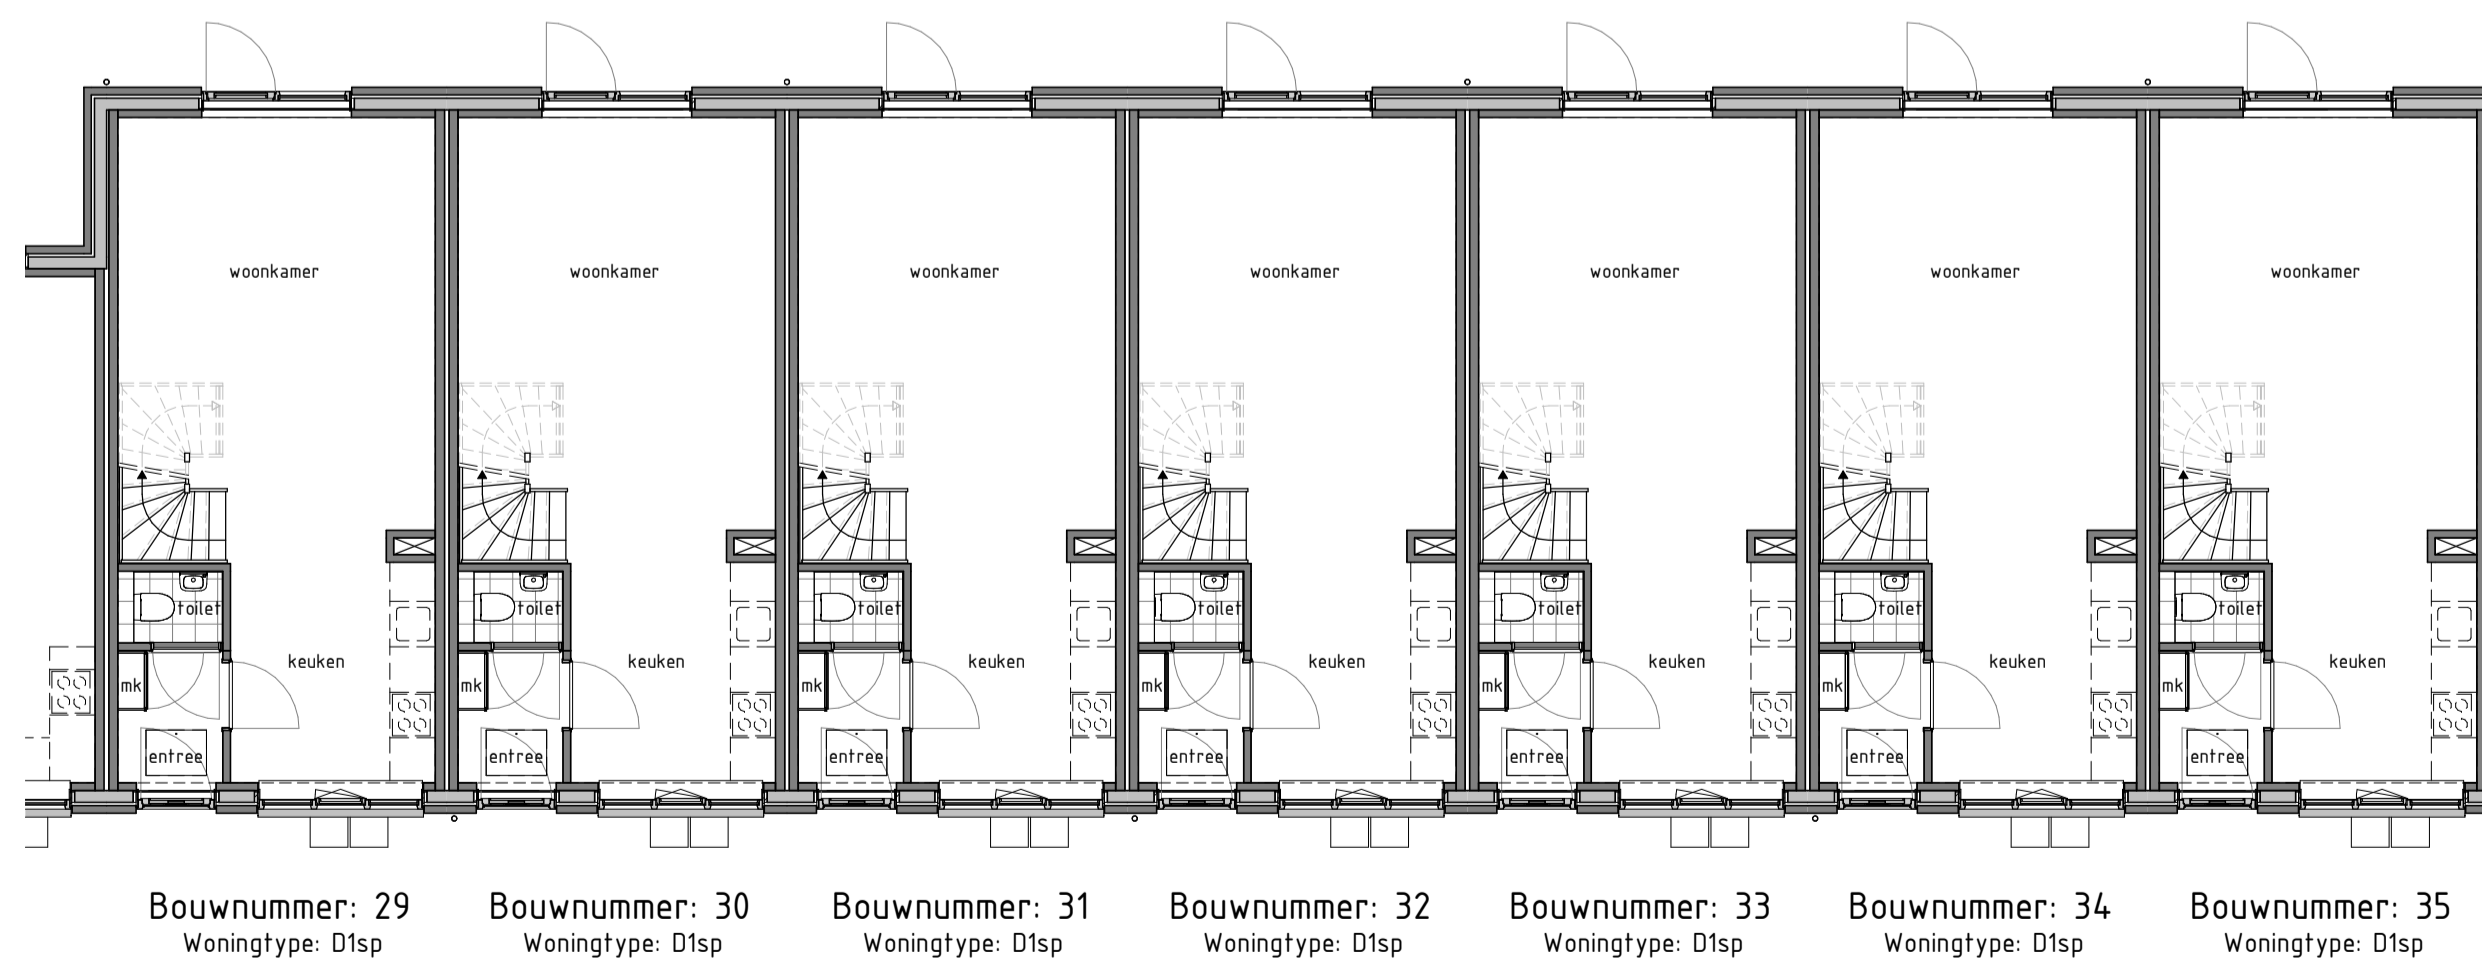 woonkamer woonkamer woonkamer woonkamer woonkamer woonkamer woonkamer
toilet toilet toilet toilet toilet toilet toilet
keuken keuken keuken keuken keuken keuken keuken
mk mk mk mk mk mk mk
entree entree entree entree entree entree entree
Bouwnummer: 29 Bouwnummer: 30 Bouwnummer: 31 Bouwnummer: 32 Bouwnummer: 33 Bouwnummer: 34 Bouwnummer: 35
Woningtype: D1sp Woningtype: D1sp Woningtype: D1sp Woningtype: D1sp Woningtype: D1sp Woningtype: D1sp Woningtype: D1sp